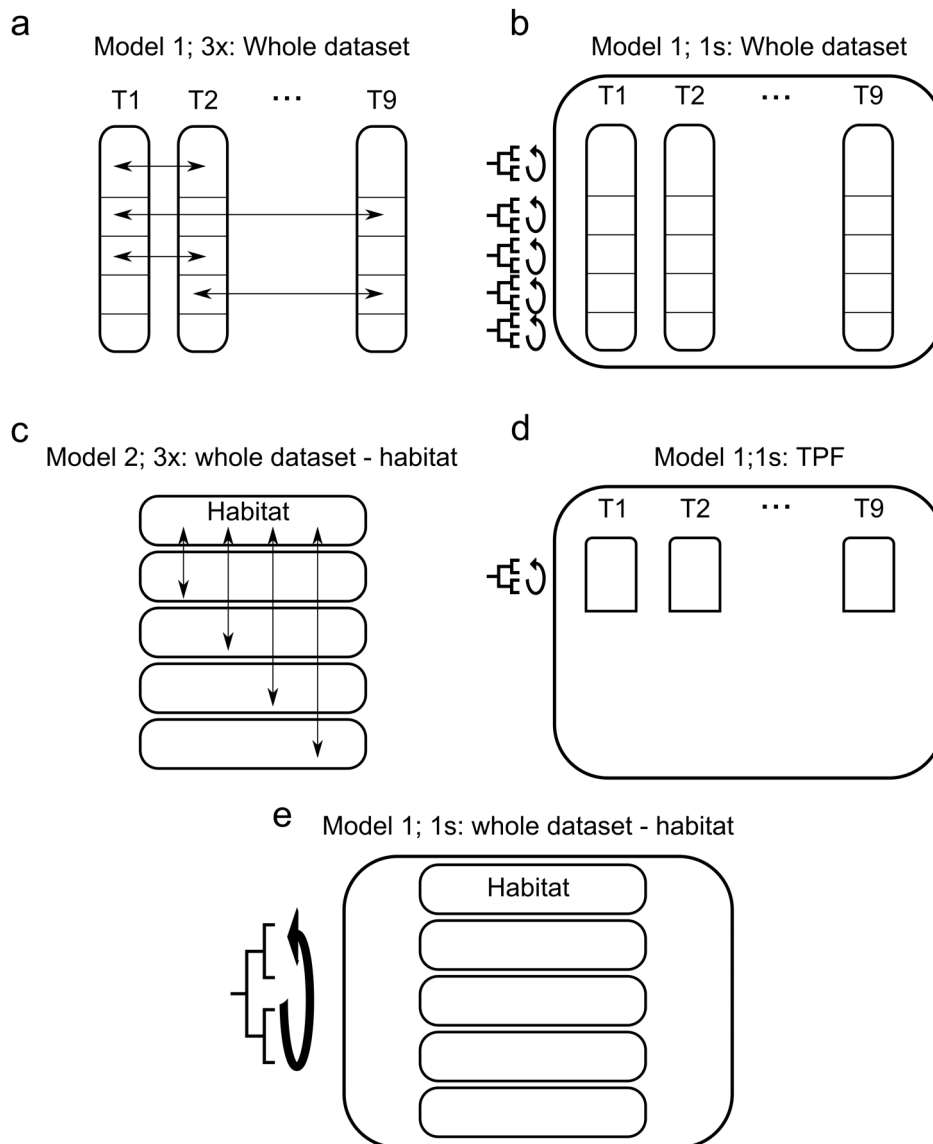 a
Model 1; 3x: Whole dataset
T1 T2 ... T9
b
Model 1; 1s: Whole dataset
T1 T2 ... T9
c
Model 2; 3x: whole dataset - habitat
Habitat
d
Model 1;1s: TPF
T1 T2 ... T9
e
Model 1; 1s: whole dataset - habitat
Habitat